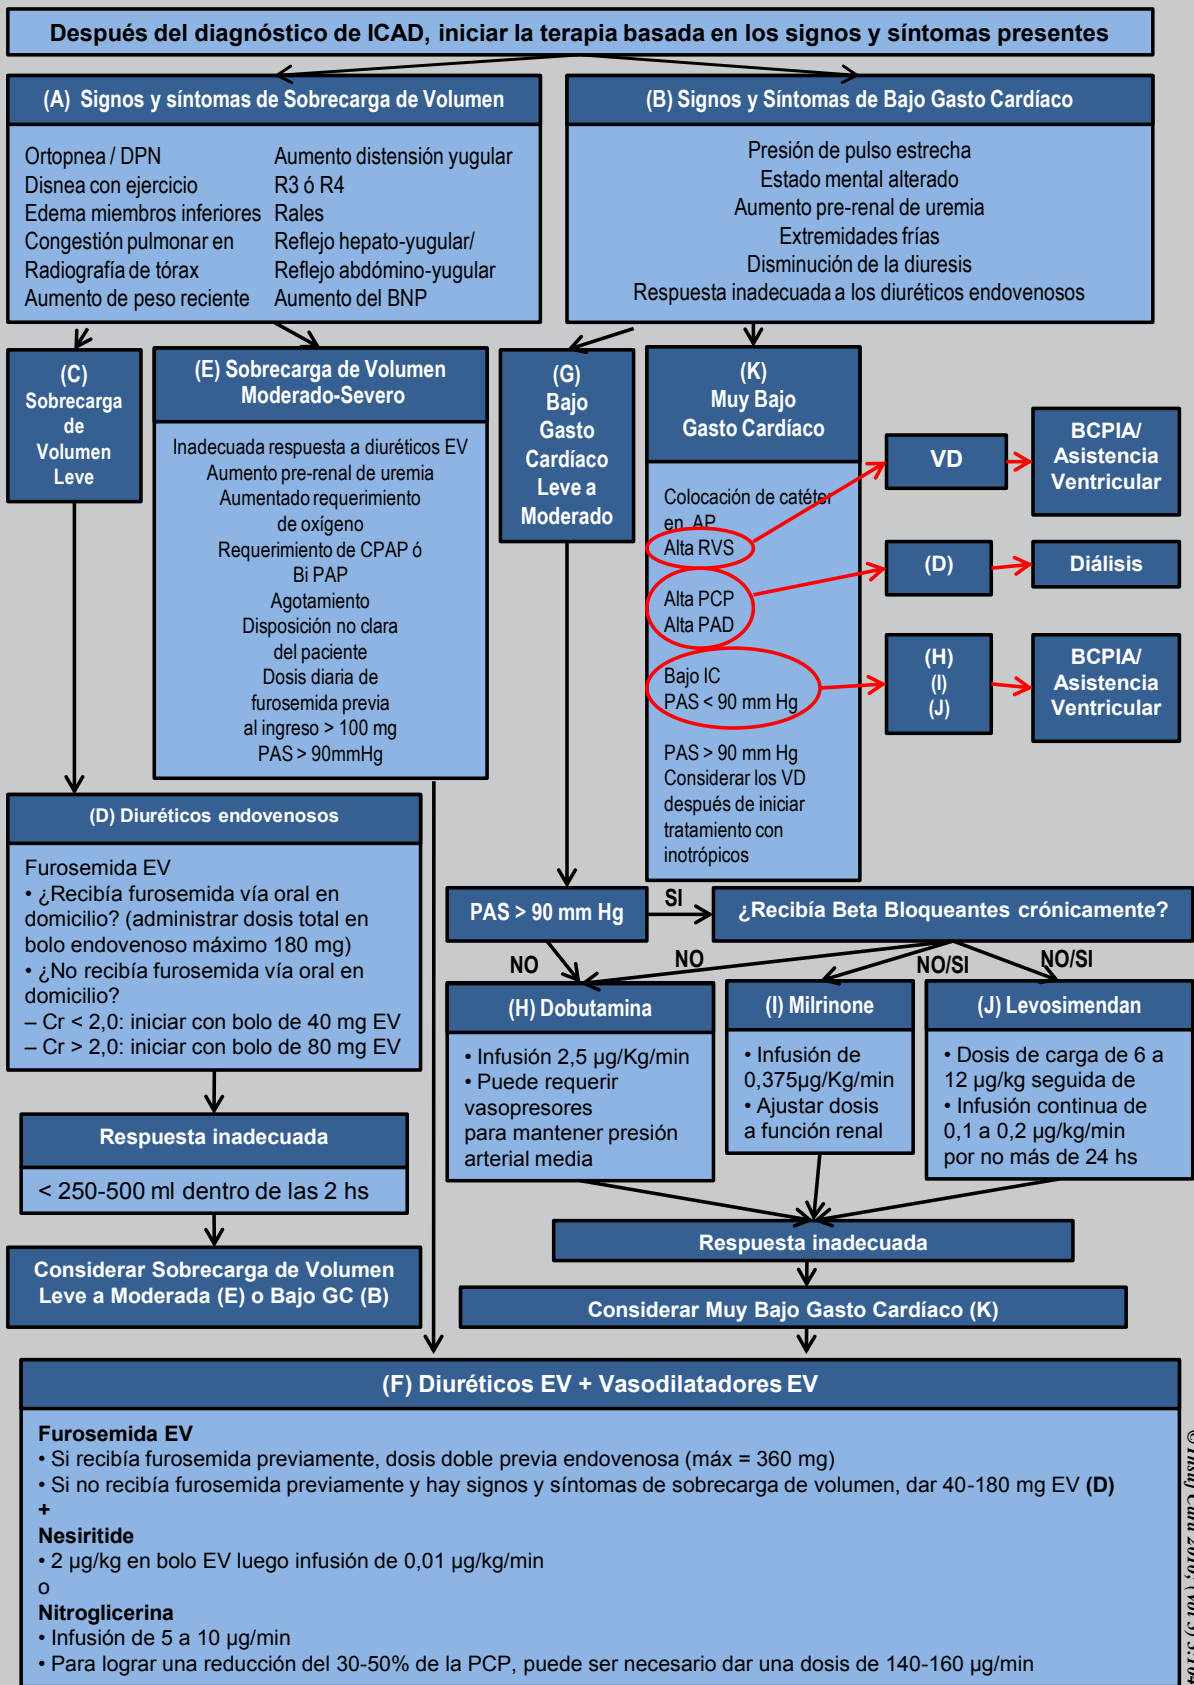 Después del diagnóstico de ICAD, iniciar la terapia basada en los signos y síntomas presentes
(A) Signos y síntomas de Sobrecarga de Volumen
Ortopnea / DPN
Disnea con ejercicio
Edema miembros inferiores
Congestión pulmonar en
Radiografía de tórax
Aumento de peso reciente
Aumento distensión yugular
R3 ó R4
Rales
Reflejo hepato-yugular/
Reflejo abdómino-yugular
Aumento del BNP
(B) Signos y Síntomas de Bajo Gasto Cardíaco
Presión de pulso estrecha
Estado mental alterado
Aumento pre-renal de uremia
Extremidades frías
Disminución de la diuresis
Respuesta inadecuada a los diuréticos endovenosos
(C)
Sobrecarga
de
Volumen
Leve
(E) Sobrecarga de Volumen
Moderado-Severo
Inadecuada respuesta a diuréticos EV
Aumento pre-renal de uremia
Aumentado requerimiento
de oxígeno
Requerimiento de CPAP ó
Bi PAP
Agotamiento
Disposición no clara
del paciente
Dosis diaria de
furosemida previa
al ingreso > 100 mg
PAS > 90mmHg
(G)
Bajo
Gasto
Cardíaco
Leve a
Moderado
(K)
Muy Bajo
Gasto Cardíaco
Colocación de catéter
en AP
Alta RVS
Alta PCP
Alta PAD
Bajo IC
PAS < 90 mm Hg
PAS > 90 mm Hg
Considerar los VD
después de iniciar
tratamiento con
inotrópicos
VD
BCPIA/
Asistencia
Ventricular
(D)
Diálisis
(H)
(I)
(J)
BCPIA/
Asistencia
Ventricular
(D) Diuréticos endovenosos
Furosemida EV
• ¿Recibía furosemida vía oral en
domicilio? (administrar dosis total en
bolo endovenoso máximo 180 mg)
• ¿No recibía furosemida vía oral en
domicilio?
– Cr < 2,0: iniciar con bolo de 40 mg EV
– Cr > 2,0: iniciar con bolo de 80 mg EV
Respuesta inadecuada
< 250-500 ml dentro de las 2 hs
Considerar Sobrecarga de Volumen
Leve a Moderada (E) o Bajo GC (B)
PAS > 90 mm Hg
SI
¿Recibía Beta Bloqueantes crónicamente?
NO
NO
NO/SI
NO/SI
(H) Dobutamina
• Infusión 2,5 µg/Kg/min
• Puede requerir
vasopresores
para mantener presión
arterial media
(I) Milrinone
• Infusión de
0,375µg/Kg/min
• Ajustar dosis
a función renal
(J) Levosimendan
• Dosis de carga de 6 a
12 µg/kg seguida de
• Infusión continua de
0,1 a 0,2 µg/kg/min
por no más de 24 hs
Respuesta inadecuada
Considerar Muy Bajo Gasto Cardíaco (K)
(F) Diuréticos EV + Vasodilatadores EV
Furosemida EV
• Si recibía furosemida previamente, dosis doble previa endovenosa (máx = 360 mg)
• Si no recibía furosemida previamente y hay signos y síntomas de sobrecarga de volumen, dar 40-180 mg EV (D)
+
Nesiritide
• 2 µg/kg en bolo EV luego infusión de 0,01 µg/kg/min
o
Nitroglicerina
• Infusión de 5 a 10 µg/min
• Para lograr una reducción del 30-50% de la PCP, puede ser necesario dar una dosis de 140-160 µg/min